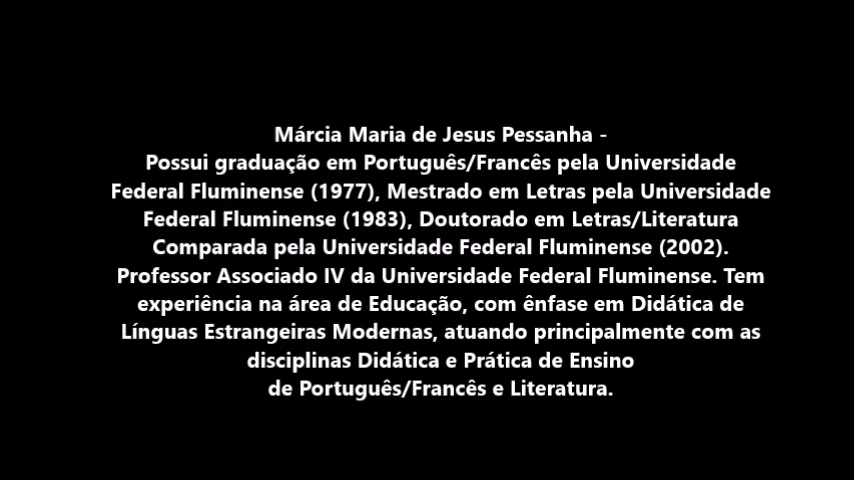 Márcia Maria de Jesus Pessanha -
Possui graduação em Português/Francês pela Universidade
Federal Fluminense (1977), Mestrado em Letras pela Universidade
Federal Fluminense (1983), Doutorado em Letras/Literatura
Comparada pela Universidade Federal Fluminense (2002).
Professor Associado IV da Universidade Federal Fluminense. Tem
experiência na área de Educação, com ênfase em Didática de
Línguas Estrangeiras Modernas, atuando principalmente com as
disciplinas Didática e Prática de Ensino
de Português/Francês e Literatura.